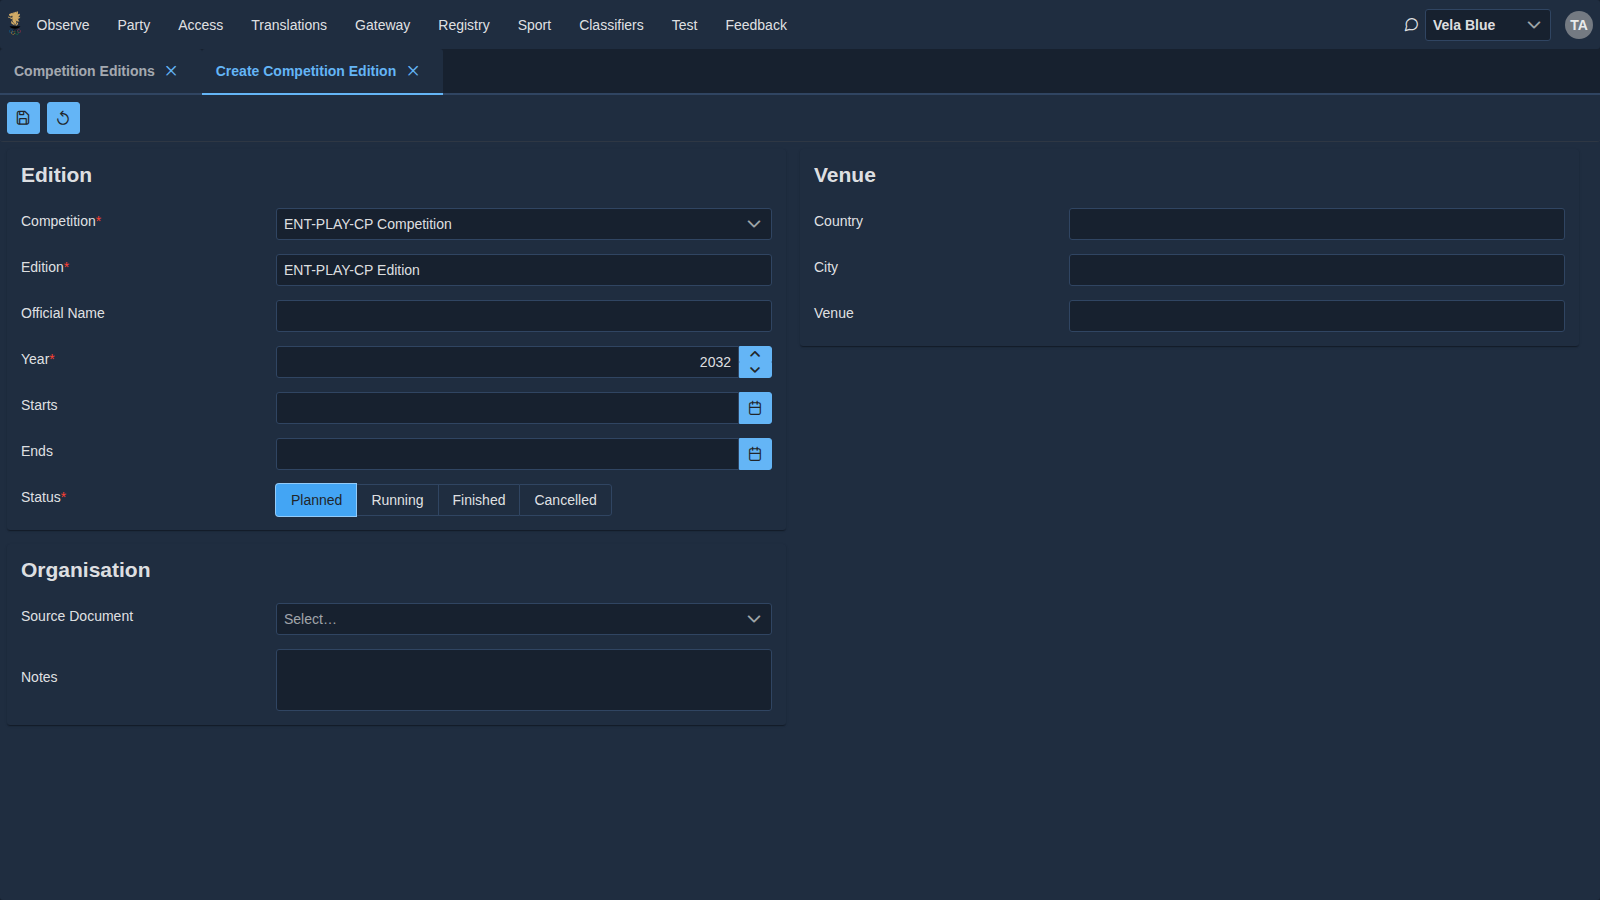 Observe Party Access Translations Gateway Registry Sport Classifiers Test Feedback Vela Blue TA
Competition Editions Create Competition Edition
Edition
Competition* ENT-PLAY-CP Competition
Edition* ENT-PLAY-CP Edition
Official Name
Year* 2032
Starts
Ends
Status* Planned Running Finished Cancelled
Organisation
Source Document Select...
Notes
Venue
Country
City
Venue